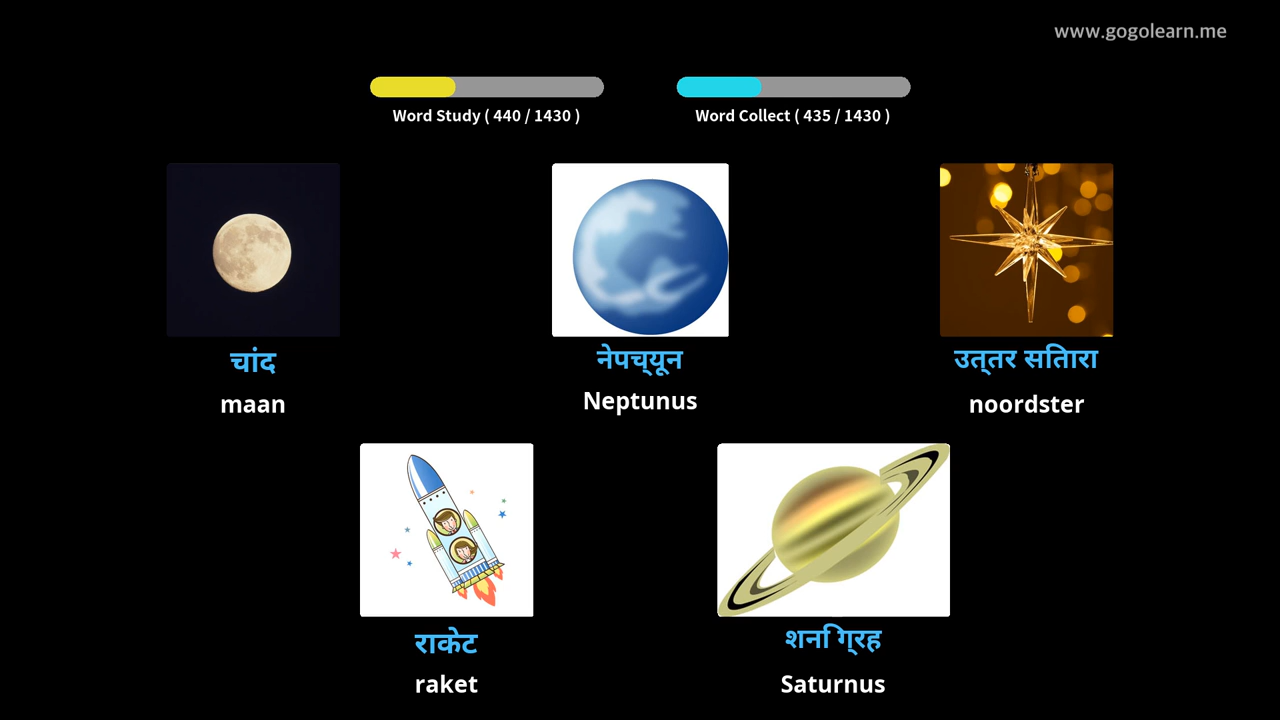 www.gogolearn.me
Word Study ( 440 / 1430 )
Word Collect ( 435 / 1430 )
चांद
नेपच्यून
उत्तर सितारा
maan
Neptunus
noordster
राकेट
शनि ग्रह
raket
Saturnus